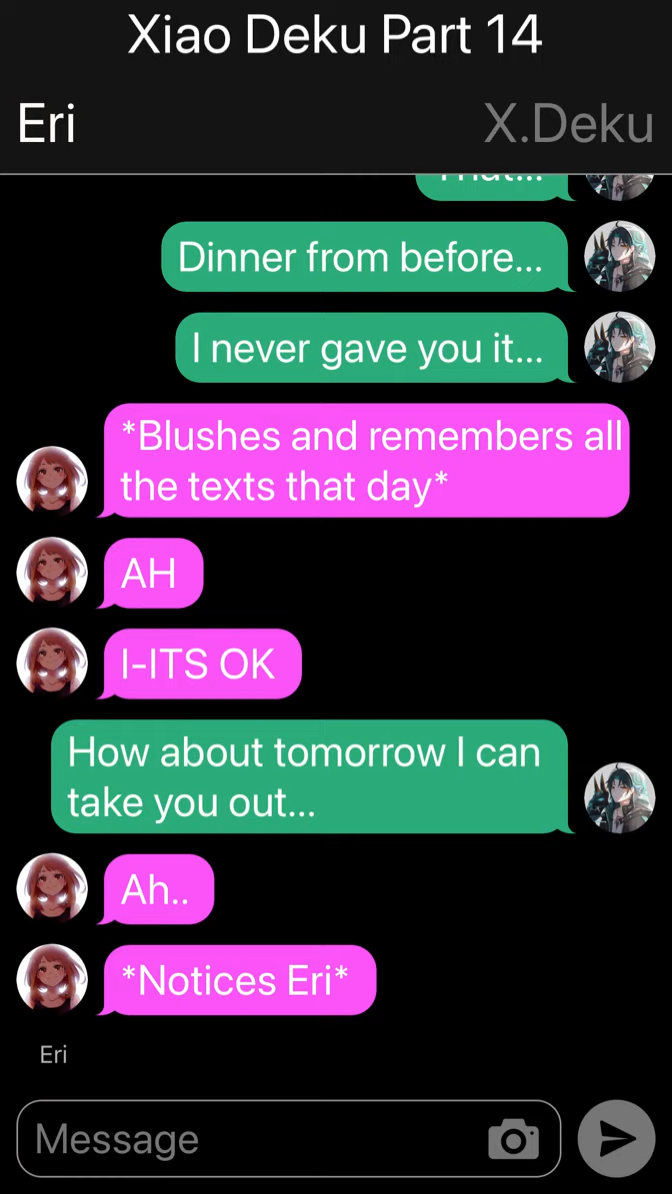 Xiao Deku Part 14
Eri
X.Deku
That...
Dinner from before...
I never gave you it...
*Blushes and remembers all
the texts that day*
AH
I-ITS OK
How about tomorrow I can
take you out...
Ah..
*Notices Eri*
Eri
Message